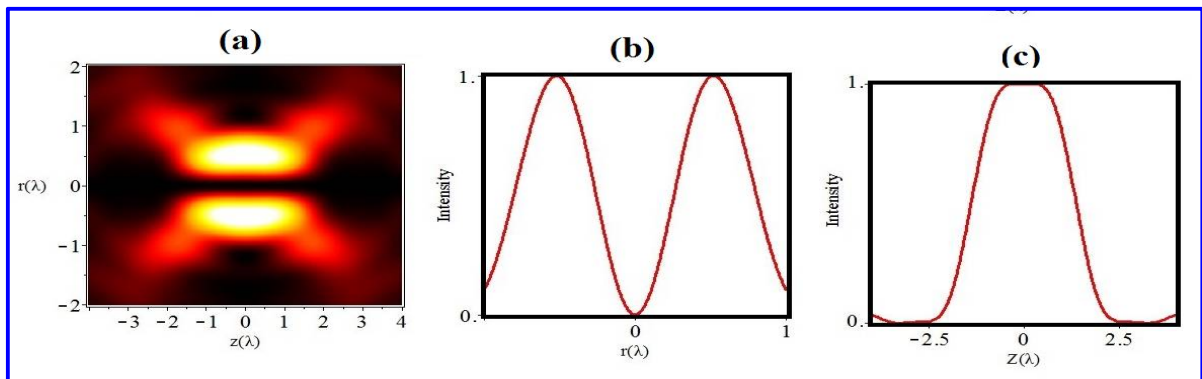 (a)
2
1
r(λ)
0
-1
-2
-3 -2 -1 0 1 2 3 4
z(λ)
(b)
1.
Intensity
0.
0 1
r(λ)
(c)
1.
Intensity
0.
-2.5 0 2.5
Z(λ)